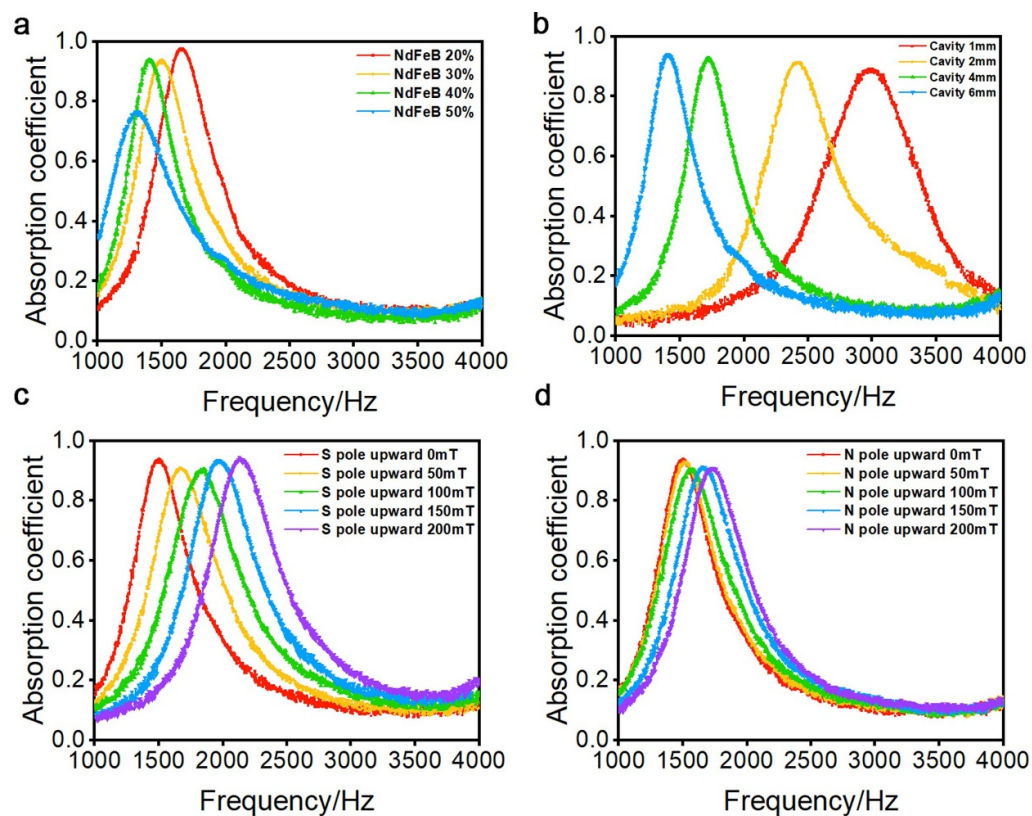 a
1.0
0.8
0.6
0.4
0.2
0.0
Absorption coefficient
NdFeB 20%
NdFeB 30%
NdFeB 40%
NdFeB 50%
1000 1500 2000 2500 3000 3500 4000
Frequency/Hz
b
1.0
0.8
0.6
0.4
0.2
0.0
Absorption coefficient
Cavity 1mm
Cavity 2mm
Cavity 4mm
Cavity 6mm
1000 1500 2000 2500 3000 3500 4000
Frequency/Hz
c
1.0
0.8
0.6
0.4
0.2
0.0
Absorption coefficient
S pole upward 0mT
S pole upward 50mT
S pole upward 100mT
S pole upward 150mT
S pole upward 200mT
1000 1500 2000 2500 3000 3500 4000
Frequency/Hz
d
1.0
0.8
0.6
0.4
0.2
0.0
Absorption coefficient
N pole upward 0mT
N pole upward 50mT
N pole upward 100mT
N pole upward 150mT
N pole upward 200mT
1000 1500 2000 2500 3000 3500 4000
Frequency/Hz